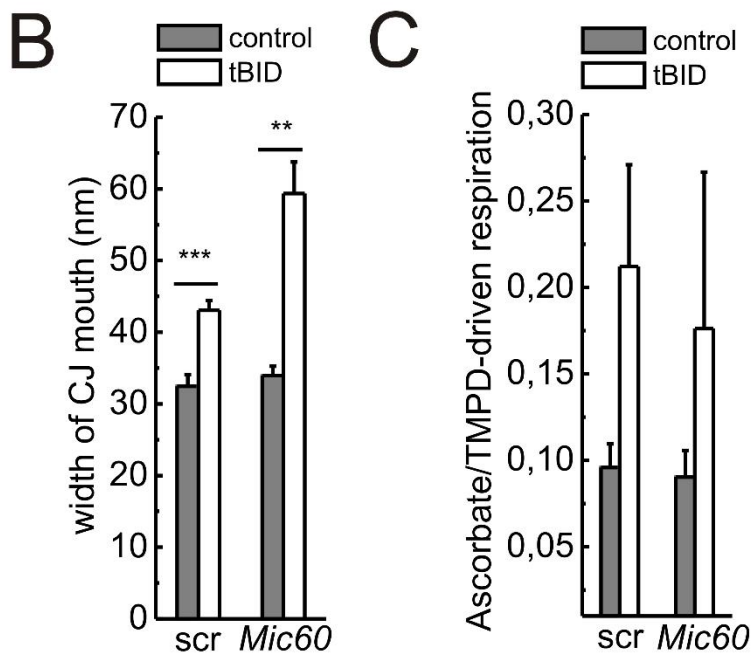 B
control
tBID
width of CJ mouth (nm)
70
60
50
40
30
20
10
0
***
**
scr Mic60
C
control
tBID
Ascorbate/TMPD-driven respiration
0,30
0,25
0,20
0,15
0,10
0,05
scr Mic60